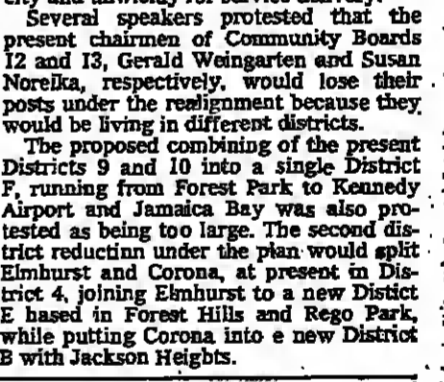 Several speakers protested that the
present chairmen of Community Boards
12 and 13, Gerald Weingarten and Susan
Noreika, respectively, would lose their
posts under the realignment because they
would be living in different districts.
The proposed combining of the present
Districts 9 and 10 into a single District
F, running from Forest Park to Kennedy
Airport and Jamaica Bay was also pro-
tested as being too large. The second dis-
trict reductinn under the plan would split
Elmhurst and Corona, at present in Dis-
trict 4, joining Elmhurst to a new Distict
E based in Forest Hills and Rego Park,
while putting Corona into e new District
B with Jackson Heigbts.